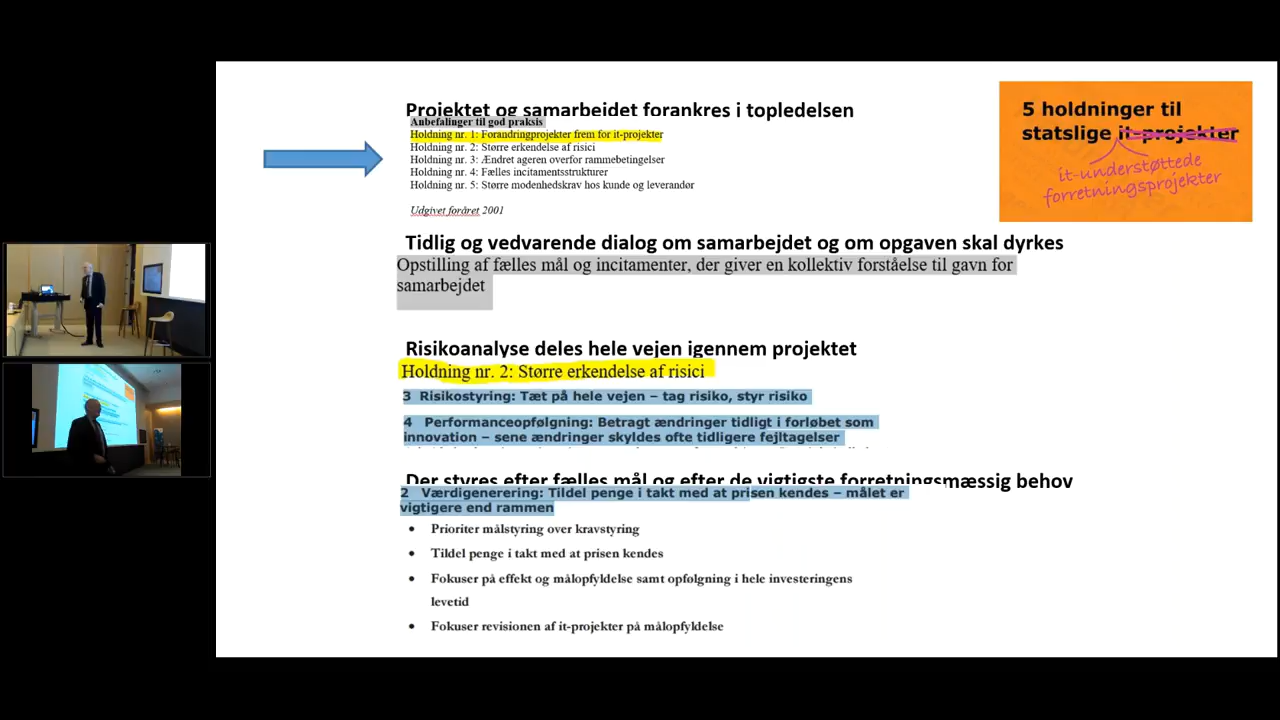 Projektet og samarbejdet forankres i topledelsen
Anbefalinger til god praksis
Holdning nr. 1: Forandringprojekter frem for it-projekter
Holdning nr. 2: Større erkendelse af risici
Holdning nr. 3: Ændret ageren overfor rammebetingelser
Holdning nr. 4: Fælles incitamentsstrukturer
Holdning nr. 5: Større modenhedskrav hos kunde og leverandør
Udgivet foråret 2001
5 holdninger til
statslige it-projekter
it-understøttede
forretningsprojekter
Tidlig og vedvarende dialog om samarbejdet og om opgaven skal dyrkes
Opstilling af fælles mål og incitamenter, der giver en kollektiv forståelse til gavn for
samarbejdet
Risikoanalyse deles hele vejen igennem projektet
Holdning nr. 2: Større erkendelse af risici
3 Risikostyring: Tæt på hele vejen – tag risiko, styr risiko
4 Performanceopfølgning: Betragt ændringer tidligt i forløbet som
innovation – sene ændringer skyldes ofte tidligere fejltagelser
Der styres efter fælles mål og efter de vigtigste forretningsmæssig behov
2 Værdigenerering: Tildel penge i takt med at prisen kendes – målet er
vigtigere end rammen
• Prioriter målstyring over kravstyring
• Tildel penge i takt med at prisen kendes
• Fokuser på effekt og målopfyldelse samt opfølgning i hele investeringens
levetid
• Fokuser revisionen af it-projekter på målopfyldelse